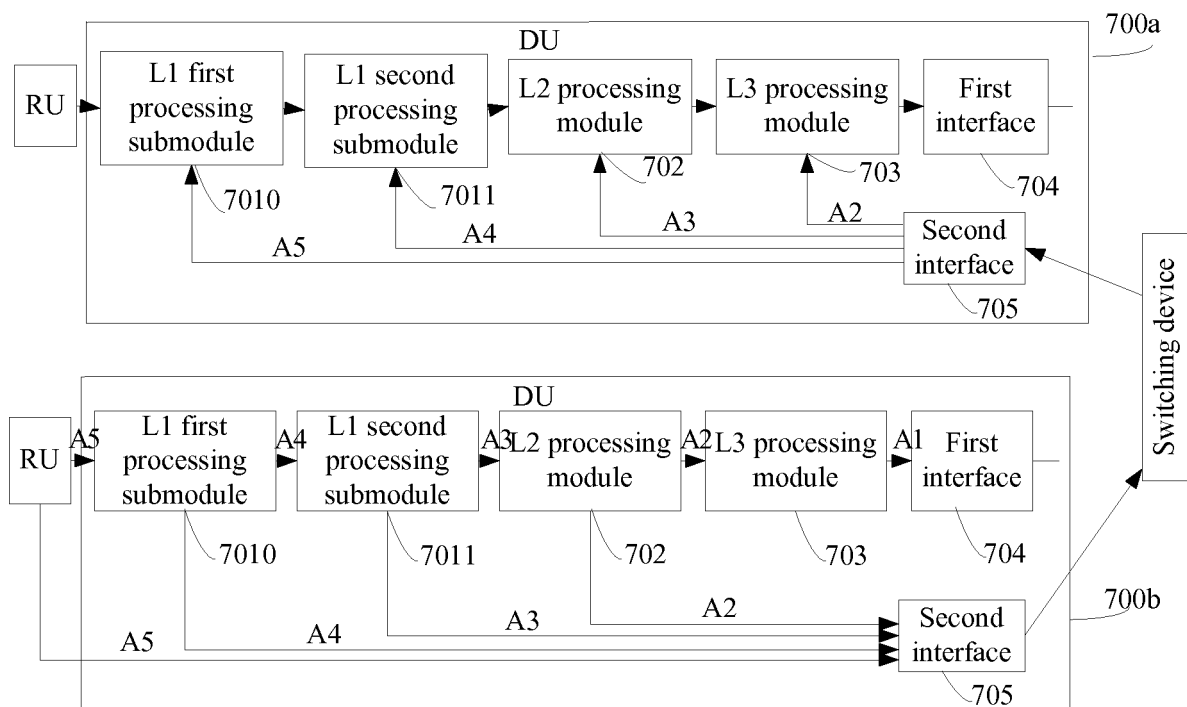 700a
DU
RU
L1 first
processing
submodule
L1 second
processing
submodule
L2 processing
module
L3 processing
module
First
interface
7010
7011
702
703
704
A5
A4
A3
A2
Second
interface
705
Switching device
DU
RU
A5
L1 first
processing
submodule
A4
L1 second
processing
submodule
A3
L2 processing
module
A2
L3 processing
module
A1
First
interface
7010
7011
702
703
704
700b
A5
A4
A3
A2
Second
interface
705